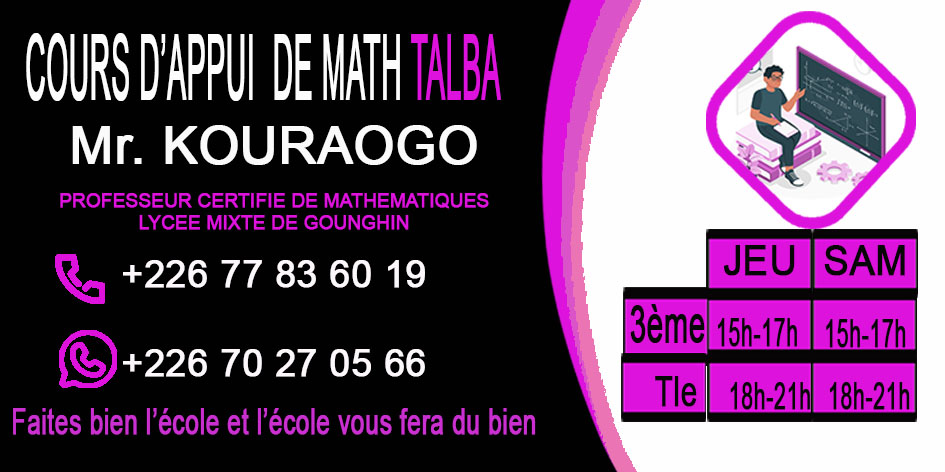 COURS D'APPUI DE MATH TALBA
Mr. KOURAOGO
PROFESSEUR CERTIFIE DE MATHEMATIQUES
LYCEE MIXTE DE GOUNGHIN
+226 77 83 60 19
+226 70 27 05 66
Faites bien l'école et l'école vous fera du bien
JEU SAM
3ème 15h-17h 15h-17h
Tle 18h-21h 18h-21h